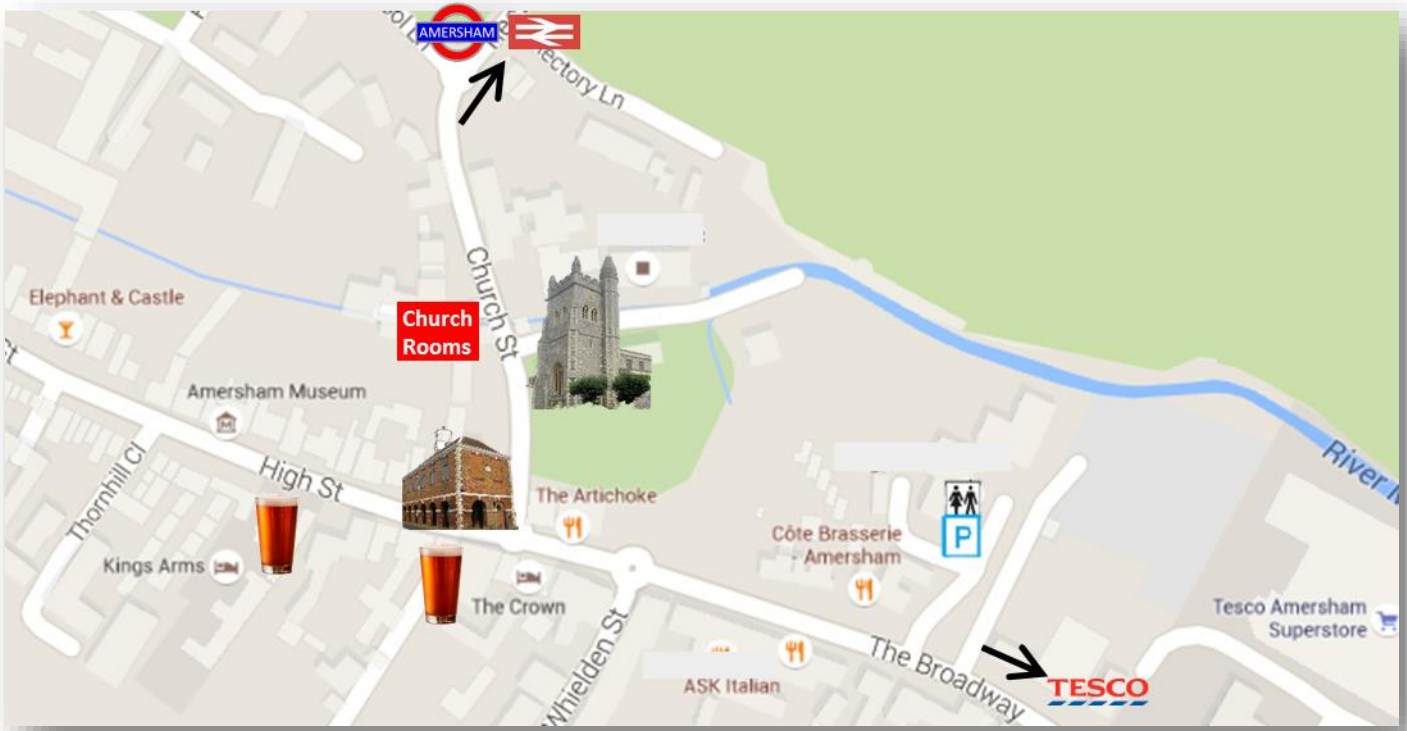 AMERSHAM
Rectory Ln
Church St
Church
Rooms
Elephant & Castle
Amersham Museum
High St
Thornhill Cl
Kings Arms
The Artichoke
The Crown
Whielden St
Côte Brasserie
Amersham
P
ASK Italian
The Broadway
TESCO
Tesco Amersham
Superstore
River